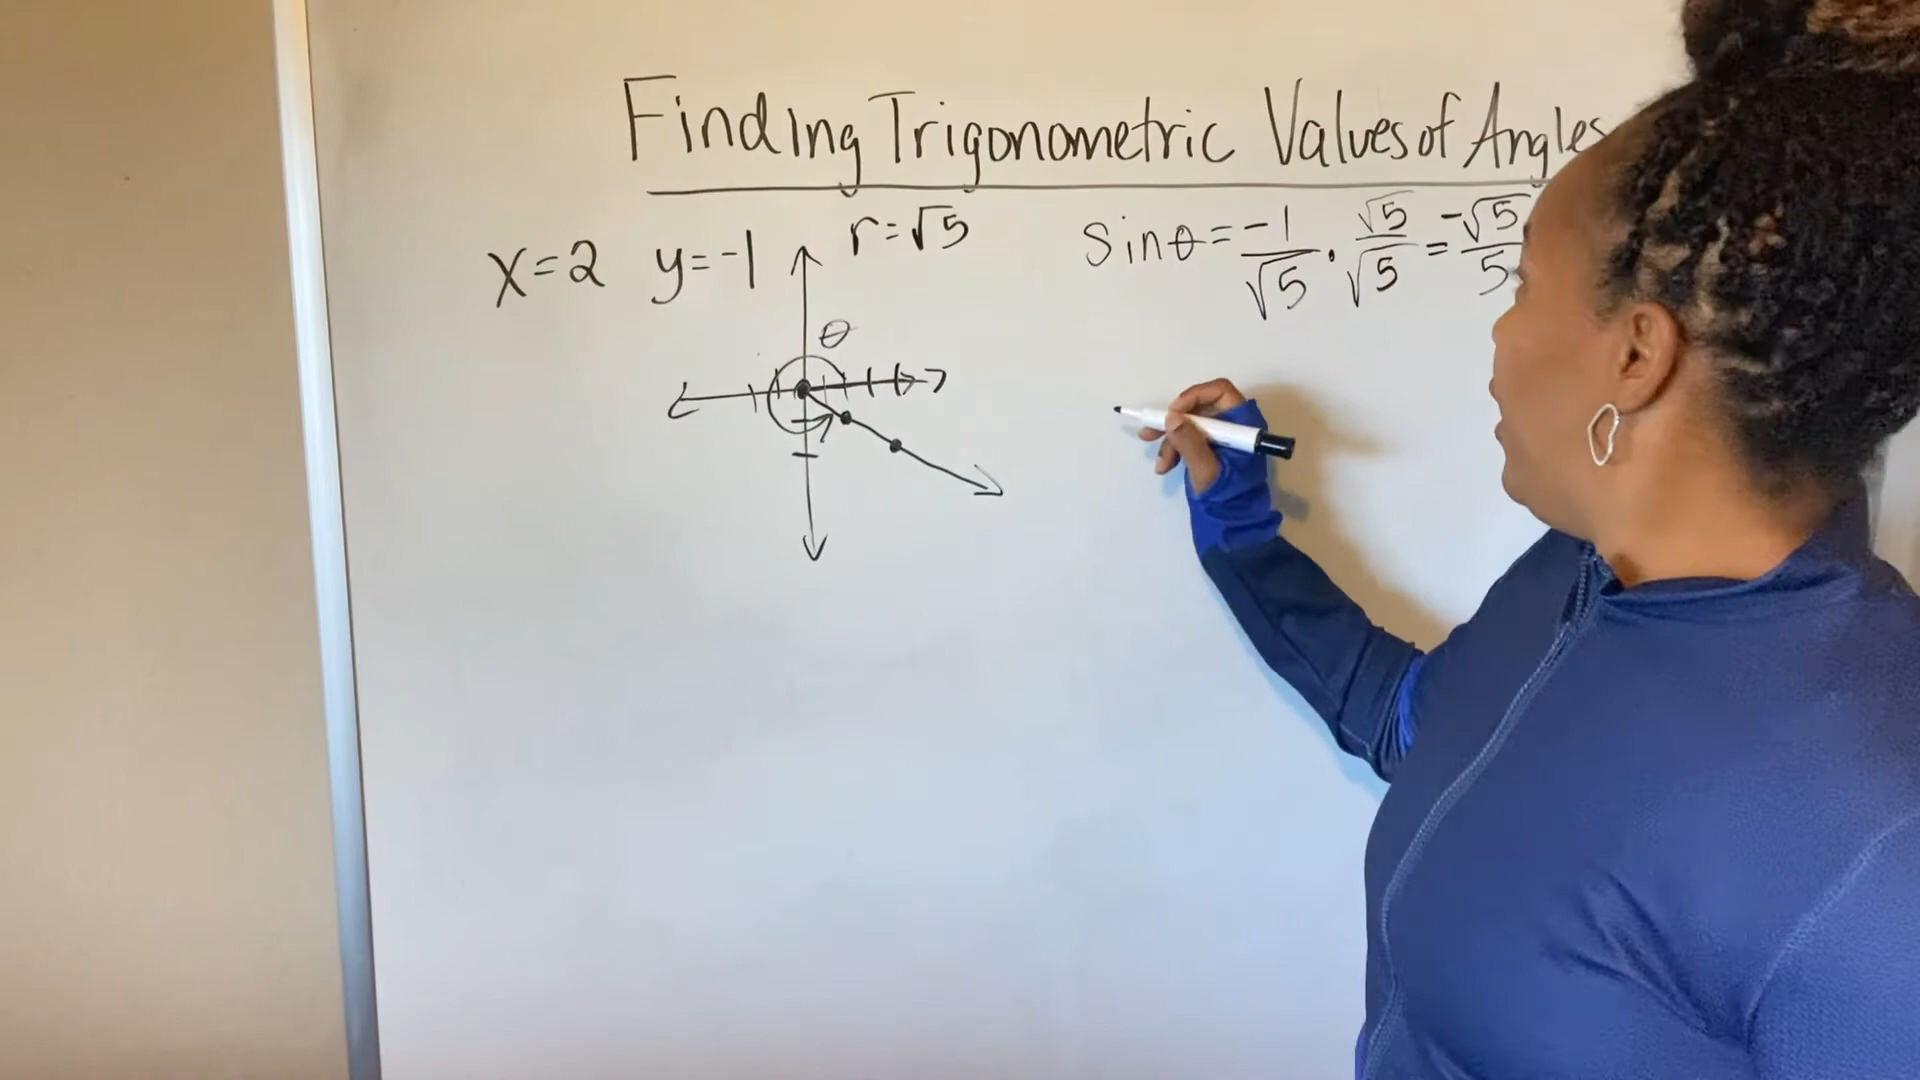 Finding Trigonometric Values of Angles
x=2 y=-1 r=√5
θ
sinθ = -1/√5 · √5/√5 = -√5/5